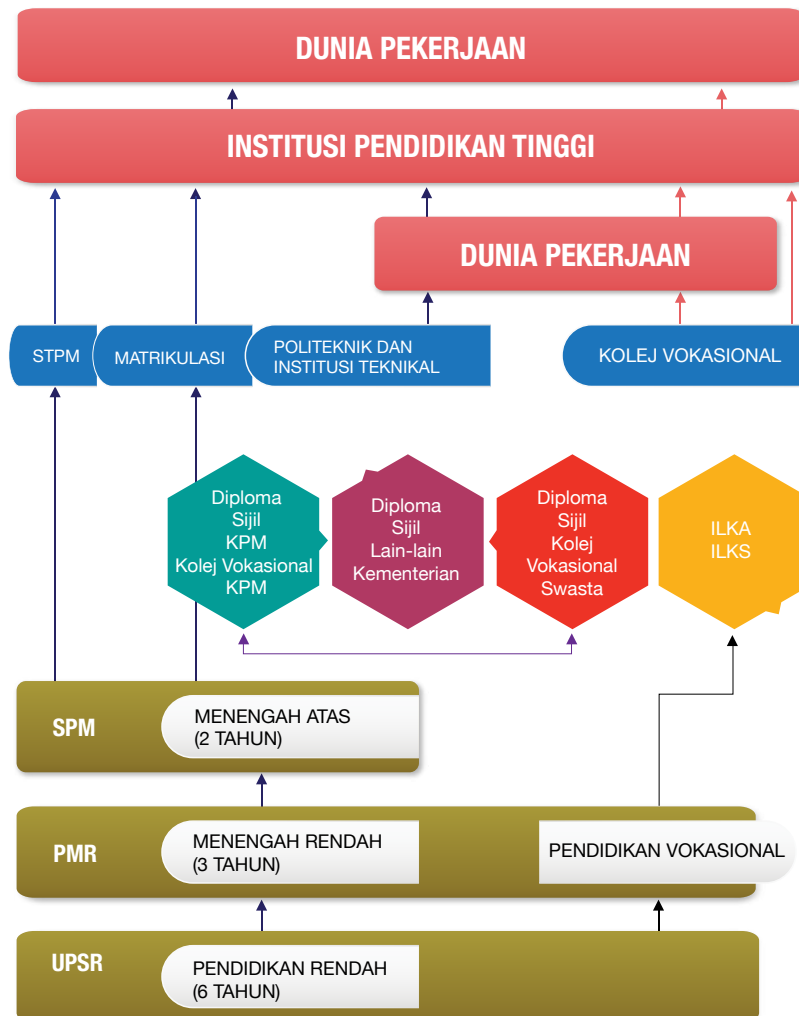 DUNIA PEKERJAAN
INSTITUSI PENDIDIKAN TINGGI
DUNIA PEKERJAAN
STPM
MATRIKULASI
POLITEKNIK DAN
INSTITUSI TEKNIKAL
KOLEJ VOKASIONAL
Diploma
Sijil
KPM
Kolej Vokasional
KPM
Diploma
Sijil
Lain-lain
Kementerian
Diploma
Sijil
Kolej
Vokasional
Swasta
ILKA
ILKS
SPM
MENENGAH ATAS
(2 TAHUN)
PMR
MENENGAH RENDAH
(3 TAHUN)
PENDIDIKAN VOKASIONAL
UPSR
PENDIDIKAN RENDAH
(6 TAHUN)